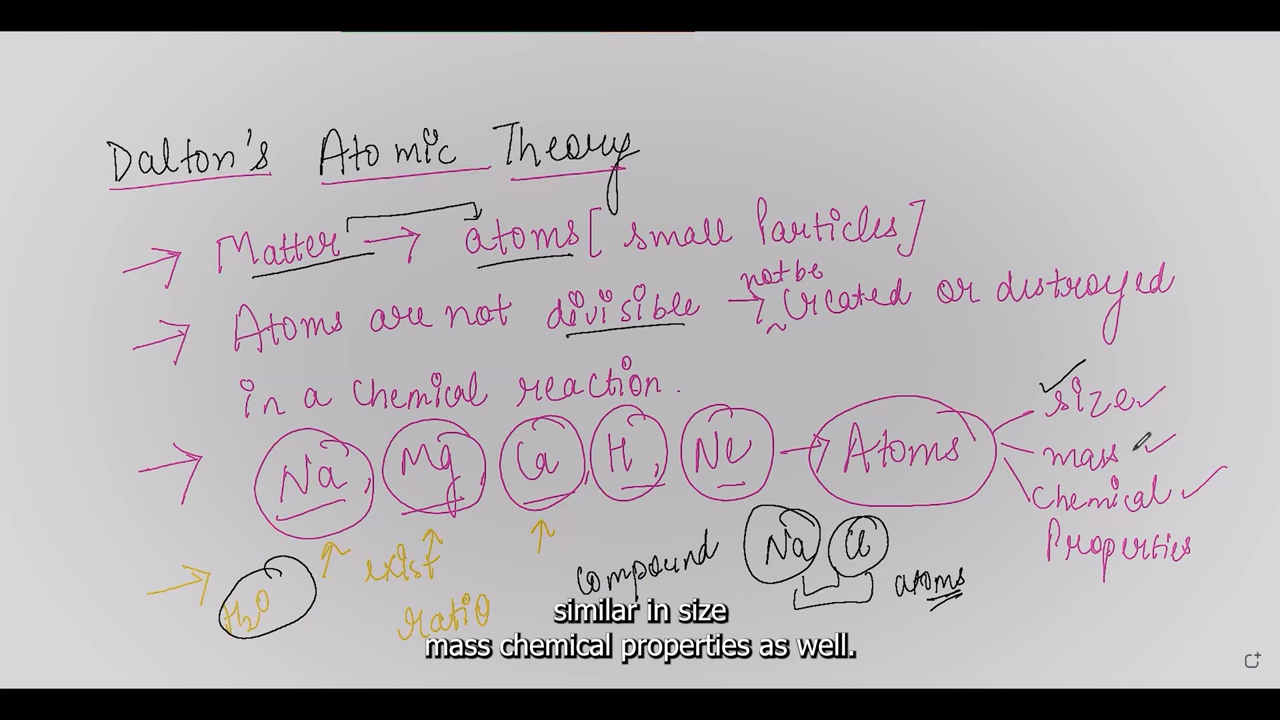 Dalton's Atomic Theory
→ Matter → atoms [small Particles]
→ Atoms are not divisible → not be created or destroyed
in a chemical reaction.
→ Na, Mg, Ca, H, Ne → Atoms
size
mass
chemical
Properties
→ H₂O exist
ratio
compound Na Cl atoms
similar in size
mass chemical properties as well.